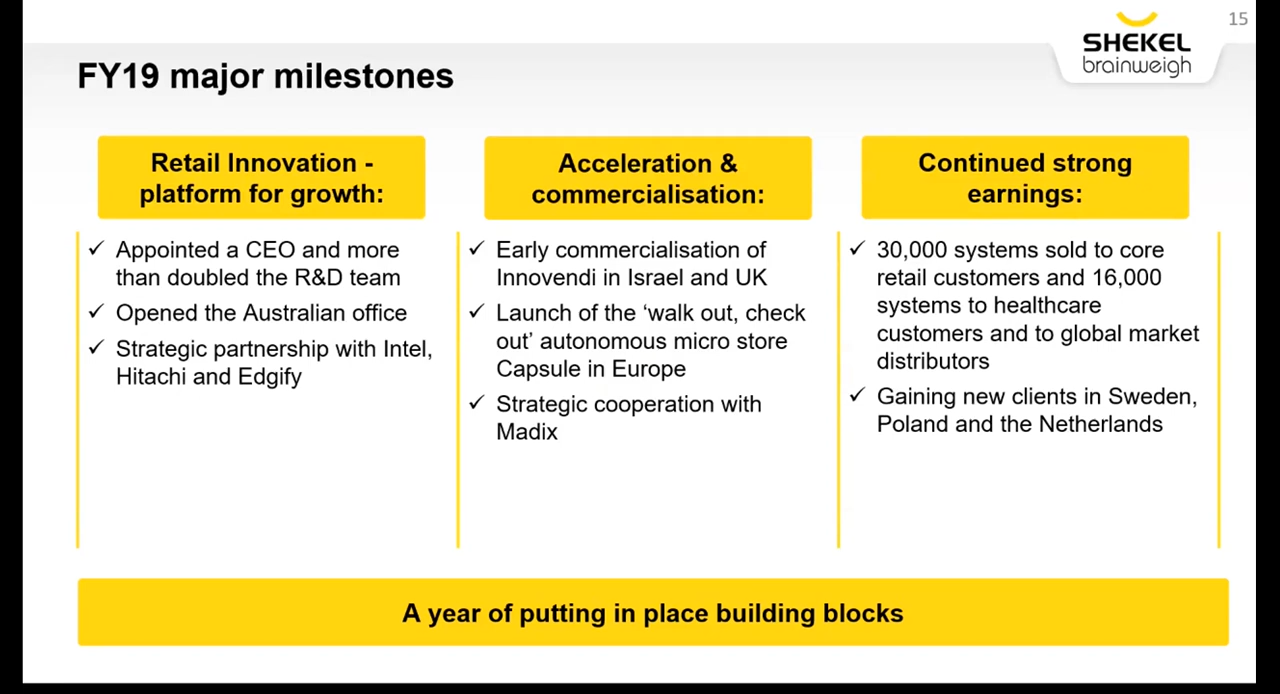 15
SHEKEL
brainweigh
FY19 major milestones
Retail Innovation -
platform for growth:
✓ Appointed a CEO and more
than doubled the R&D team
✓ Opened the Australian office
✓ Strategic partnership with Intel,
Hitachi and Edgify
Acceleration &
commercialisation:
✓ Early commercialisation of
Innovendi in Israel and UK
✓ Launch of the ‘walk out, check
out’ autonomous micro store
Capsule in Europe
✓ Strategic cooperation with
Madix
Continued strong
earnings:
✓ 30,000 systems sold to core
retail customers and 16,000
systems to healthcare
customers and to global market
distributors
✓ Gaining new clients in Sweden,
Poland and the Netherlands
A year of putting in place building blocks